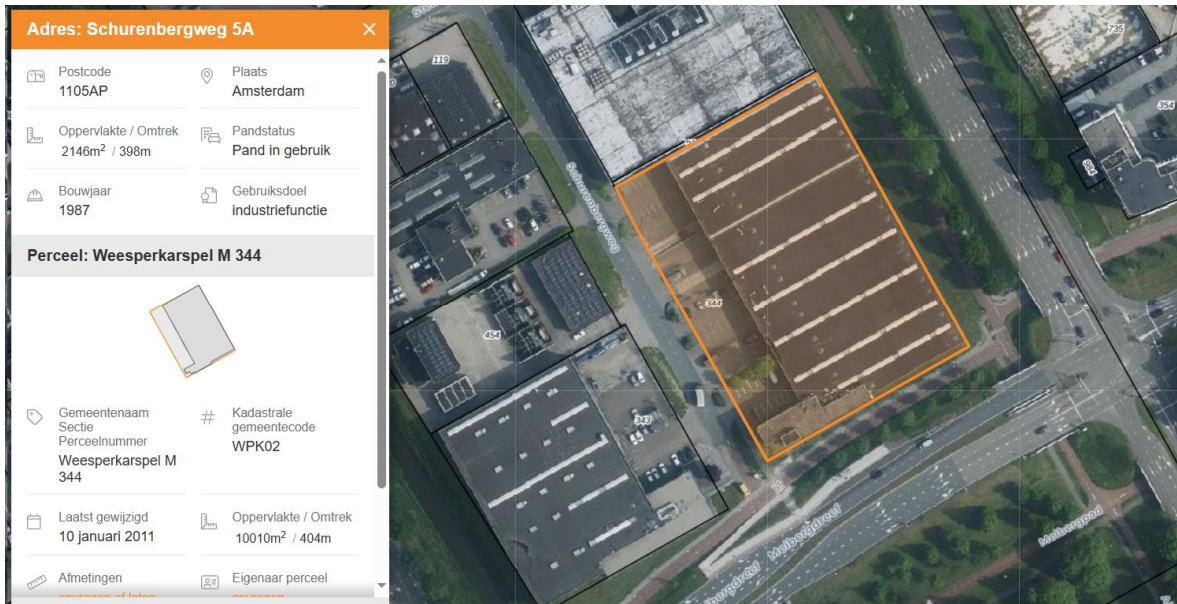 Adres: Schurenbergweg 5A
Postcode
1105AP
Plaats
Amsterdam
Oppervlakte / Omtrek
2146m² / 398m
Pandstatus
Pand in gebruik
Bouwjaar
1987
Gebruiksdoel
industriefunctie
Perceel: Weesperkarspel M 344
Gemeentenaam
Sectie
Perceelnummer
Weesperkarspel M
344
Kadastrale
gemeentecode
WPK02
Laatst gewijzigd
10 januari 2011
Oppervlakte / Omtrek
10010m² / 404m
Afmetingen
Eigenaar perceel
119
735
354
Schurenbergweg
344
454
343
Meibergdreef
Meibergdreef
Meibergpad